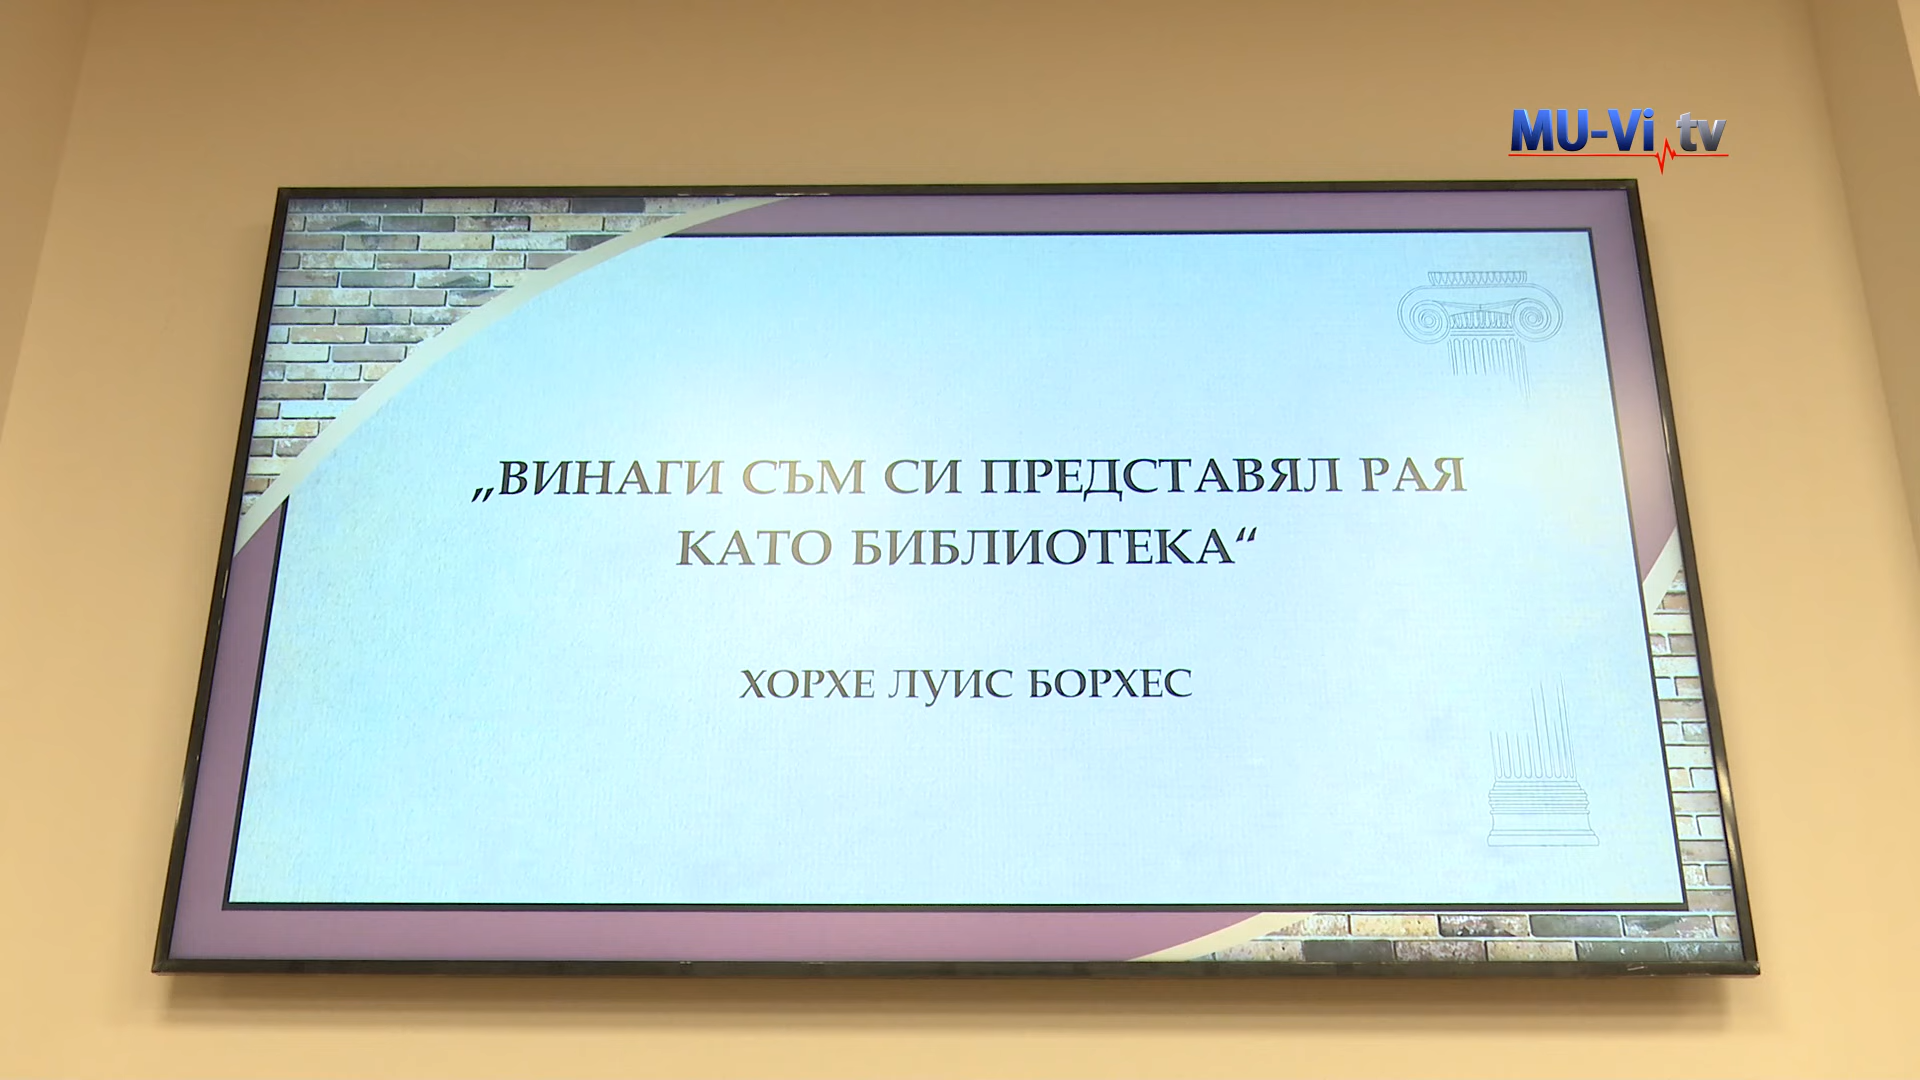 MU-Vi tv
„ВИНАГИ СЪМ СИ ПРЕДСТАВЯЛ РАЯ
КАТО БИБЛИОТЕКА“
ХОРХЕ ЛУИС БОРХЕС